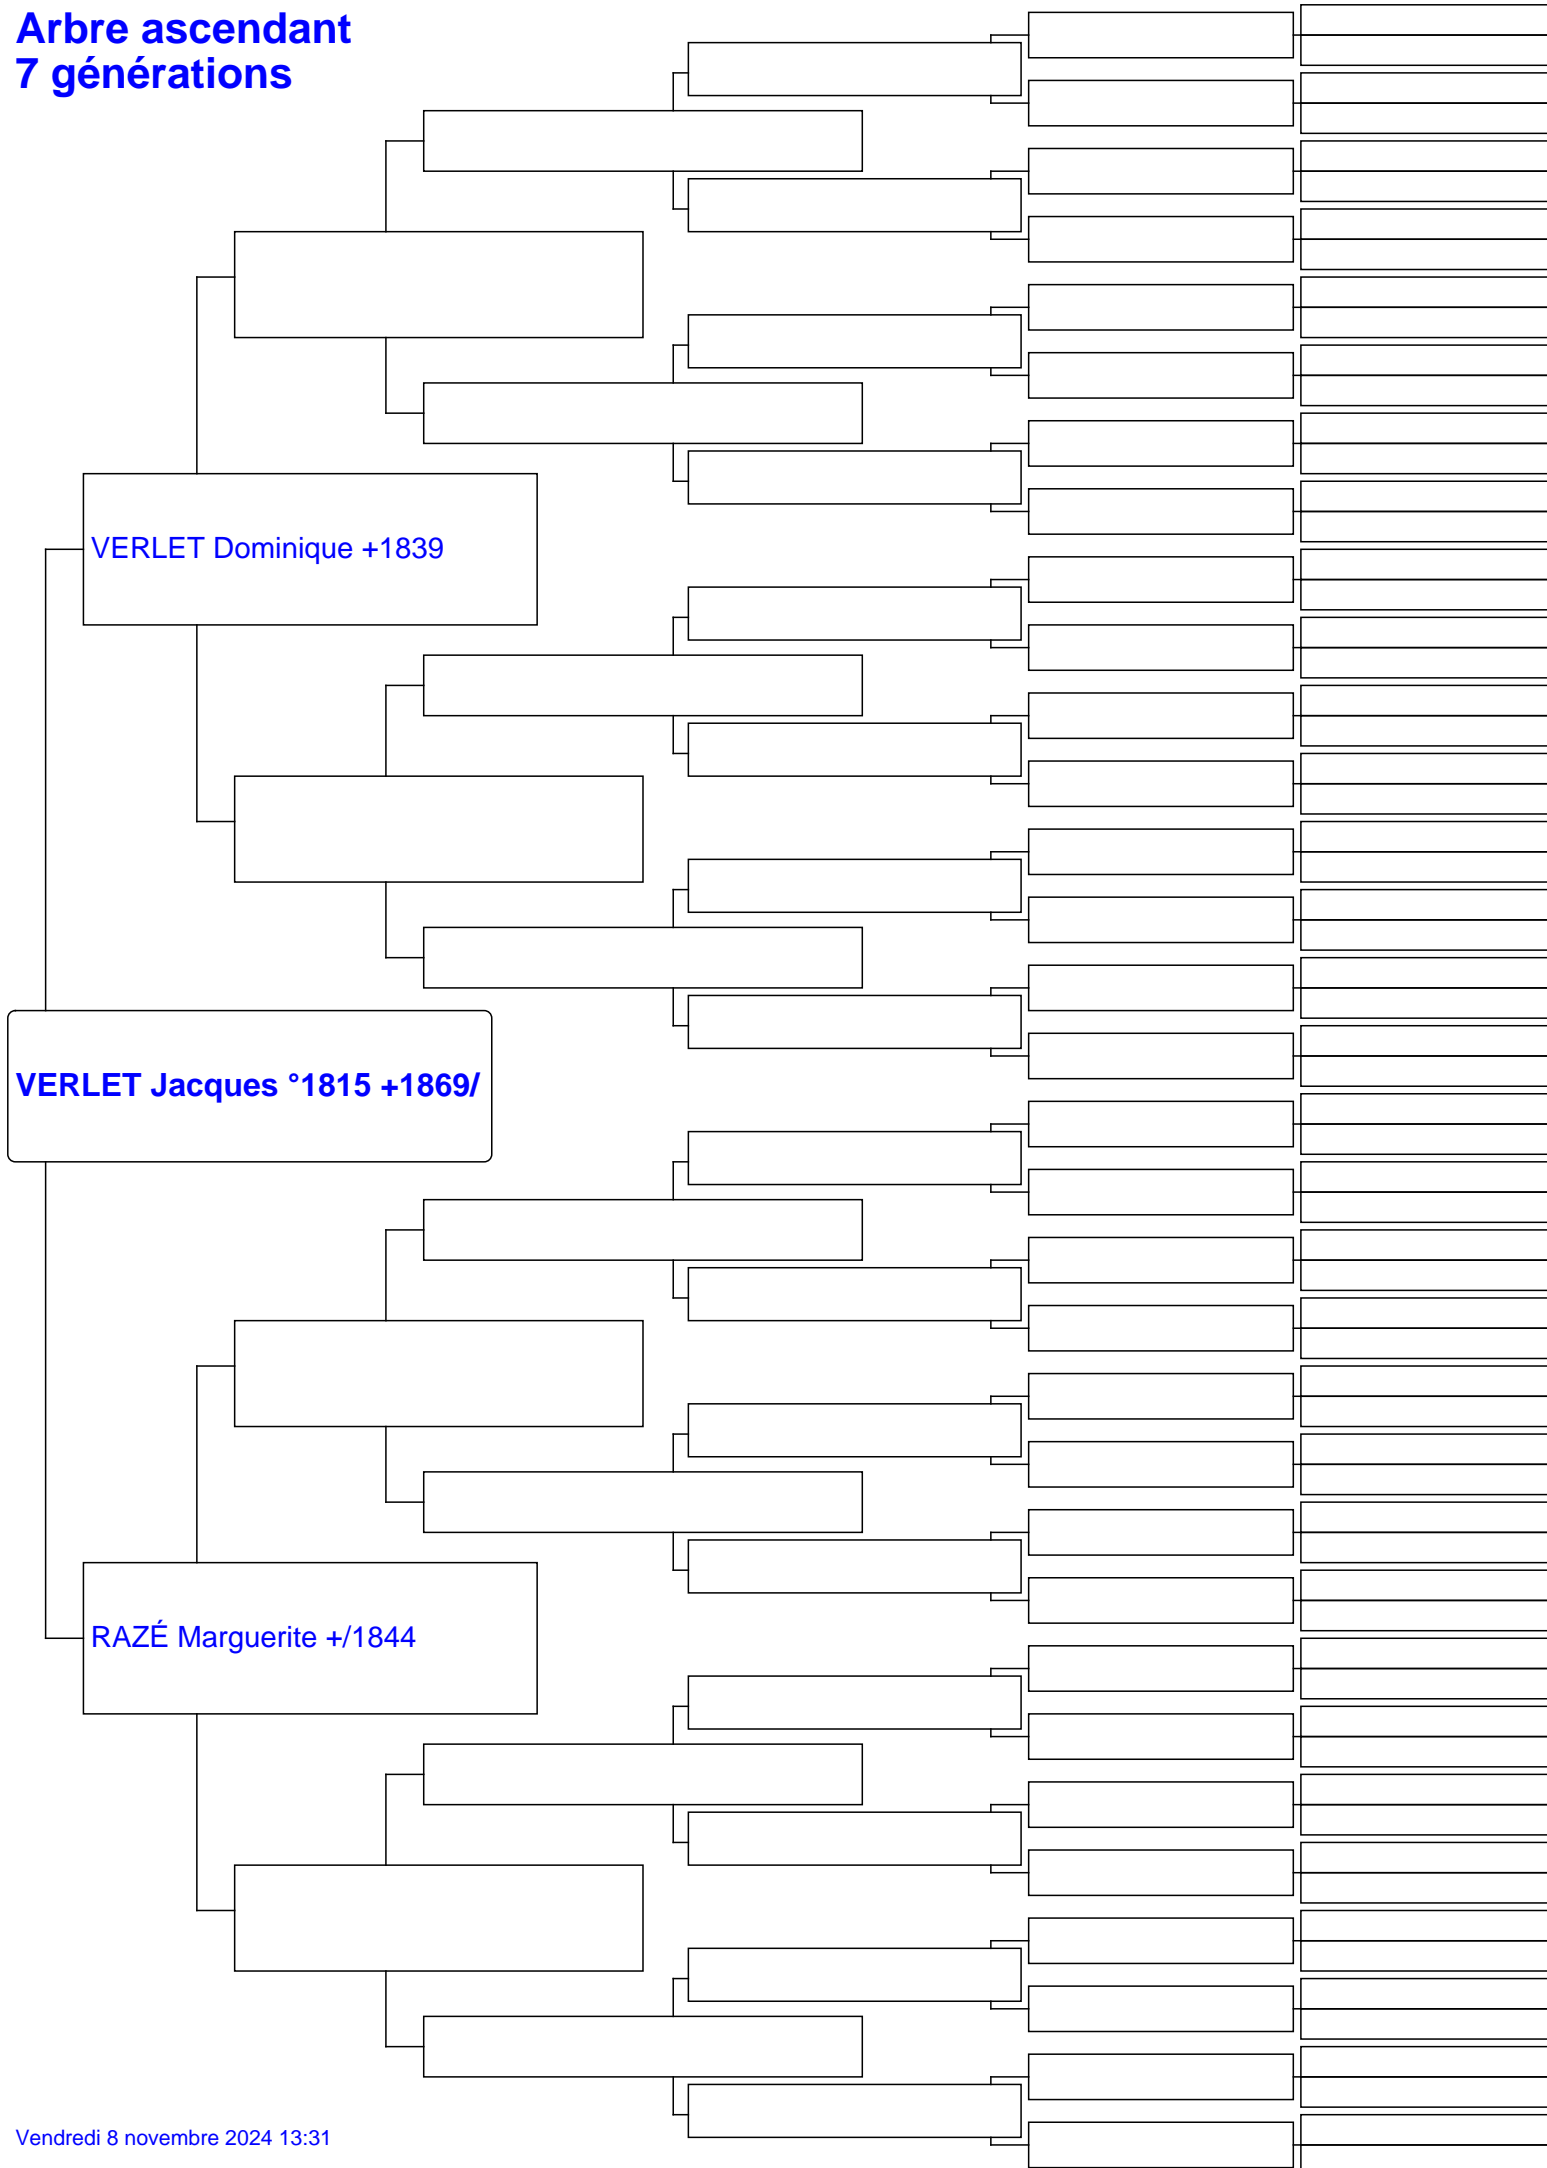 Arbre ascendant
7 générations
VERLET Dominique +1839
VERLET Jacques °1815 +1869/
RAZÉ Marguerite +/1844
Vendredi 8 novembre 2024 13:31